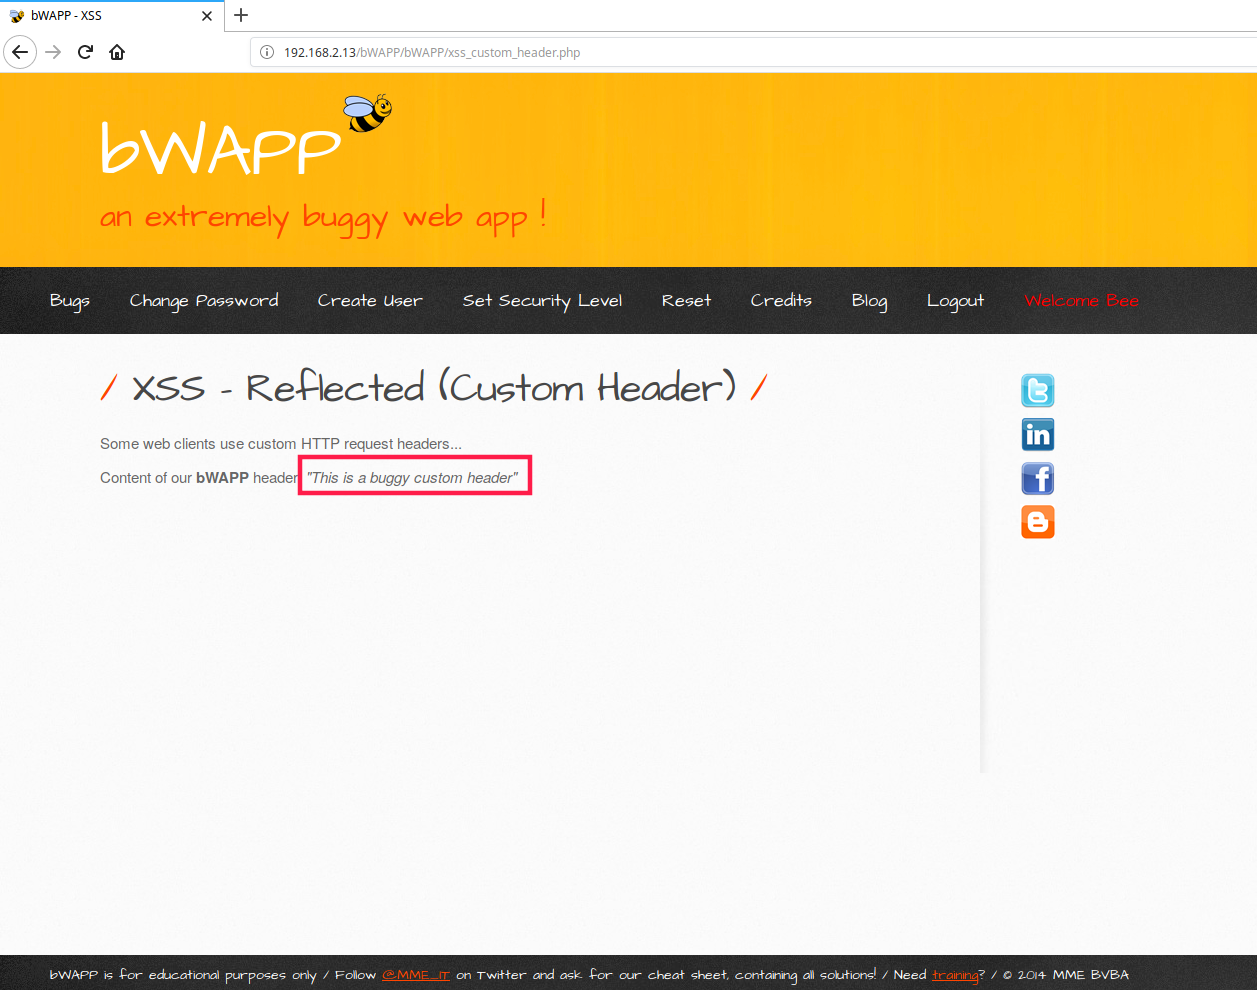 bWAPP - XSS
192.168.2.13/bWAPP/bWAPP/xss_custom_header.php
bWAPP
an extremely buggy web app !
Bugs Change Password Create User Set Security Level Reset Credits Blog Logout Welcome Bee
/ XSS - Reflected (Custom Header) /
Some web clients use custom HTTP request headers...
Content of our bWAPP header "This is a buggy custom header"
bWAPP is for educational purposes only / Follow @MME_IT on Twitter and ask for our cheat sheet, containing all solutions! / Need training? / © 2014 MME BVBA